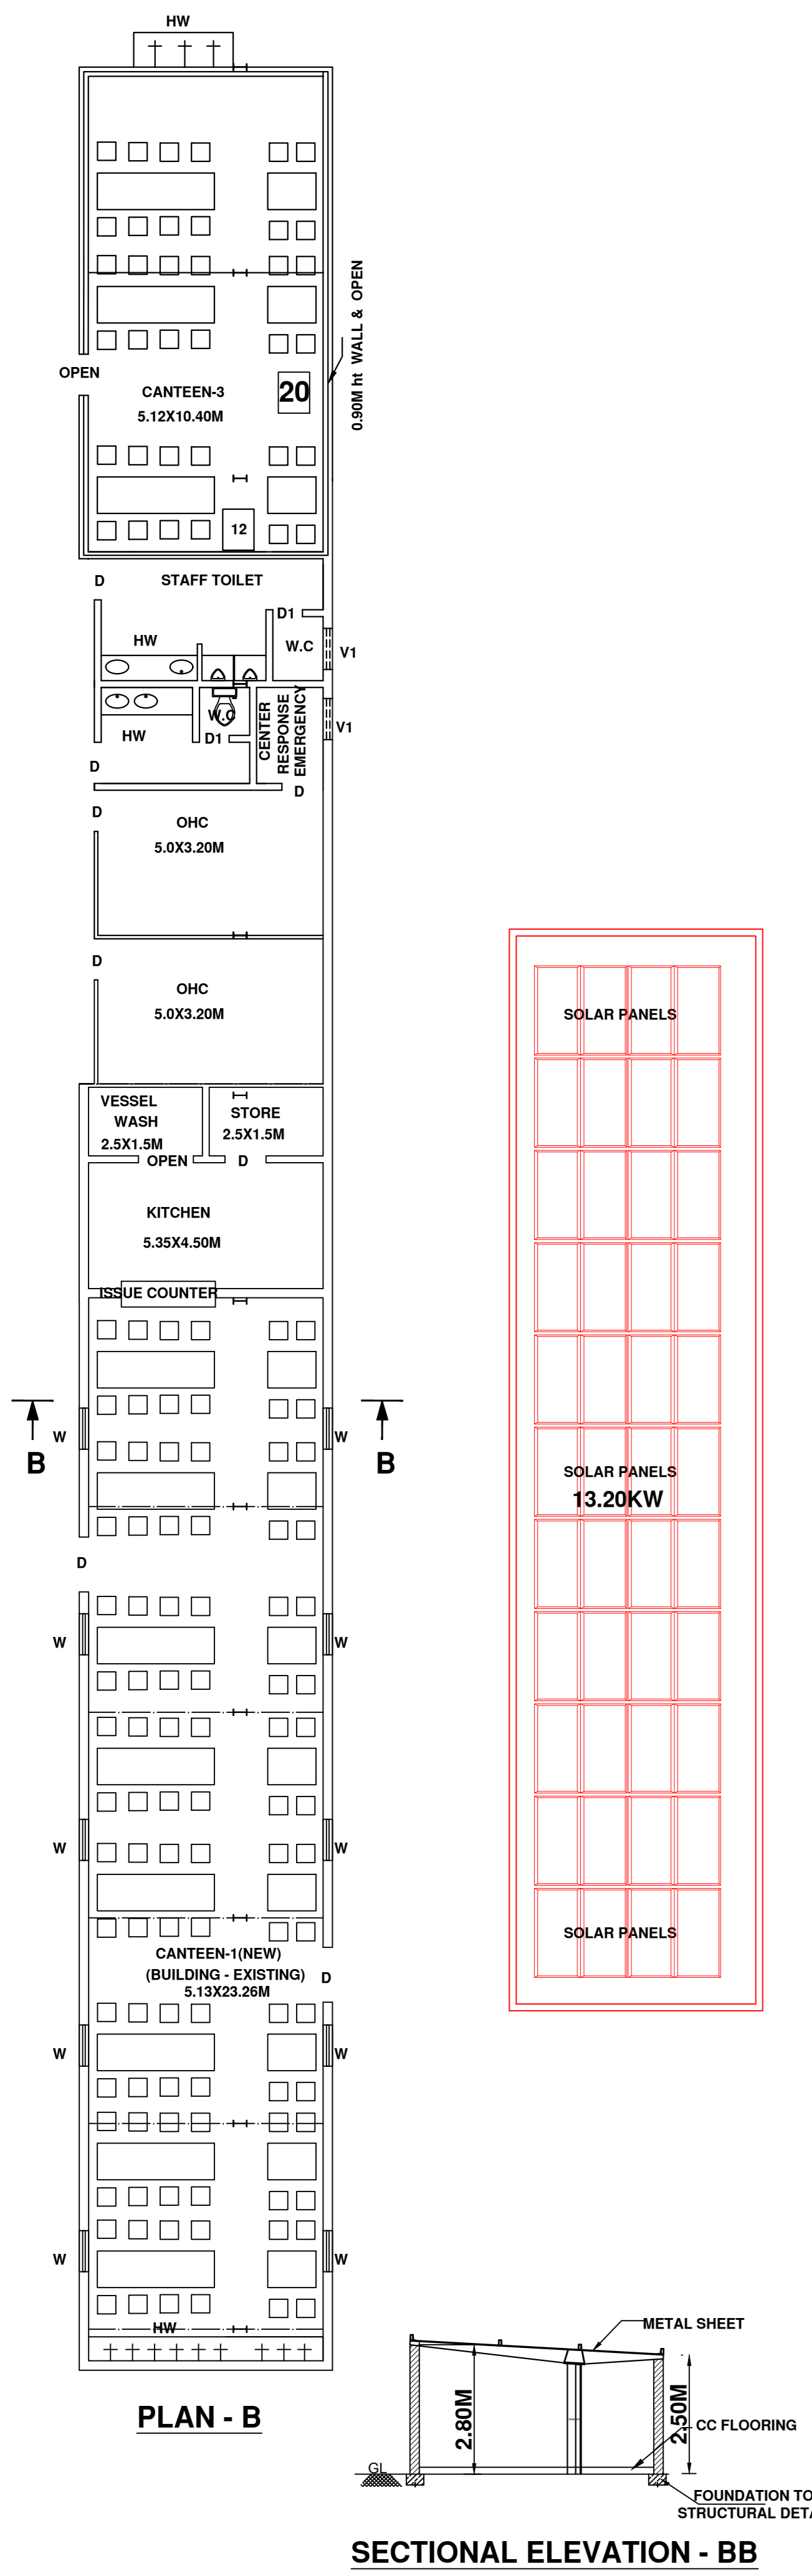 HW
OPEN
CANTEEN-3
5.12X10.40M
20
0.90M ht WALL & OPEN
12
D
STAFF TOILET
D1
HW
W.C
V1
W.C
HW
D1
CENTER
RESPONSE
EMERGENCY
V1
D
D
D
OHC
5.0X3.20M
D
OHC
5.0X3.20M
VESSEL
WASH
2.5X1.5M
STORE
2.5X1.5M
OPEN
D
KITCHEN
5.35X4.50M
ISSUE COUNTER
W
W
B
B
D
W
W
W
W
CANTEEN-1(NEW)
(BUILDING - EXISTING)
5.13X23.26M
D
W
W
W
W
HW
PLAN - B
SOLAR PANELS
SOLAR PANELS
13.20KW
SOLAR PANELS
METAL SHEET
2.80M
2.50M
CC FLOORING
GL
FOUNDATION TO
STRUCTURAL DETA
SECTIONAL ELEVATION - BB